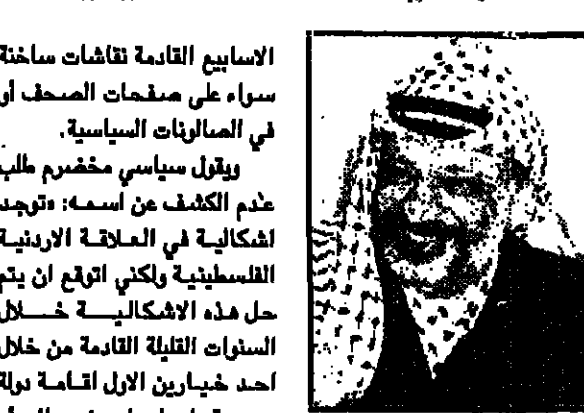 الاسابيع القادمة نقاشات ساخنة
سواء على صفحات الصحف أو
في الصالونات السياسية.
ويقول سياسي مخضرم طلب
عدم الكشف عن اسمه: «توجد
اشكالية في العلاقة الاردنية
الفلسطينية ولكني اتوقع ان يتم
حل هذه الاشكاليــة خــلال
السنوات القليلة القادمة من خلال
احد خيارين الاول اقامة دولة